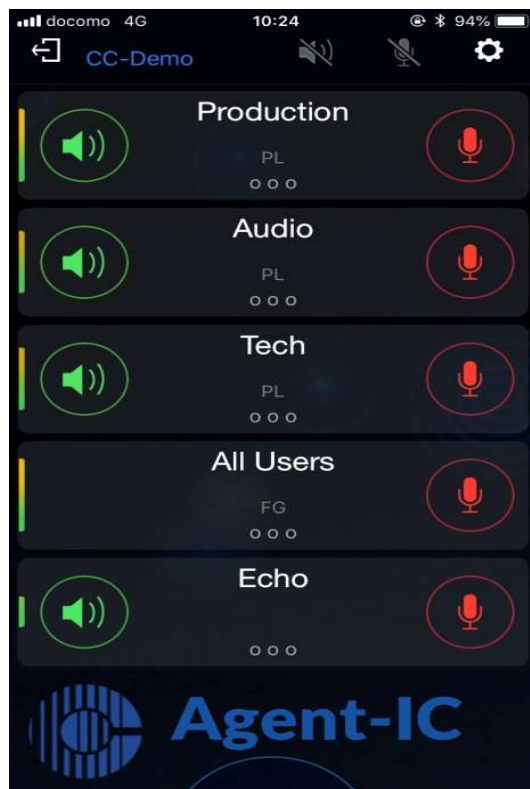 docomo 4G 10:24 94%
CC-Demo
Production
PL
Audio
PL
Tech
PL
All Users
FG
Echo
Agent-IC